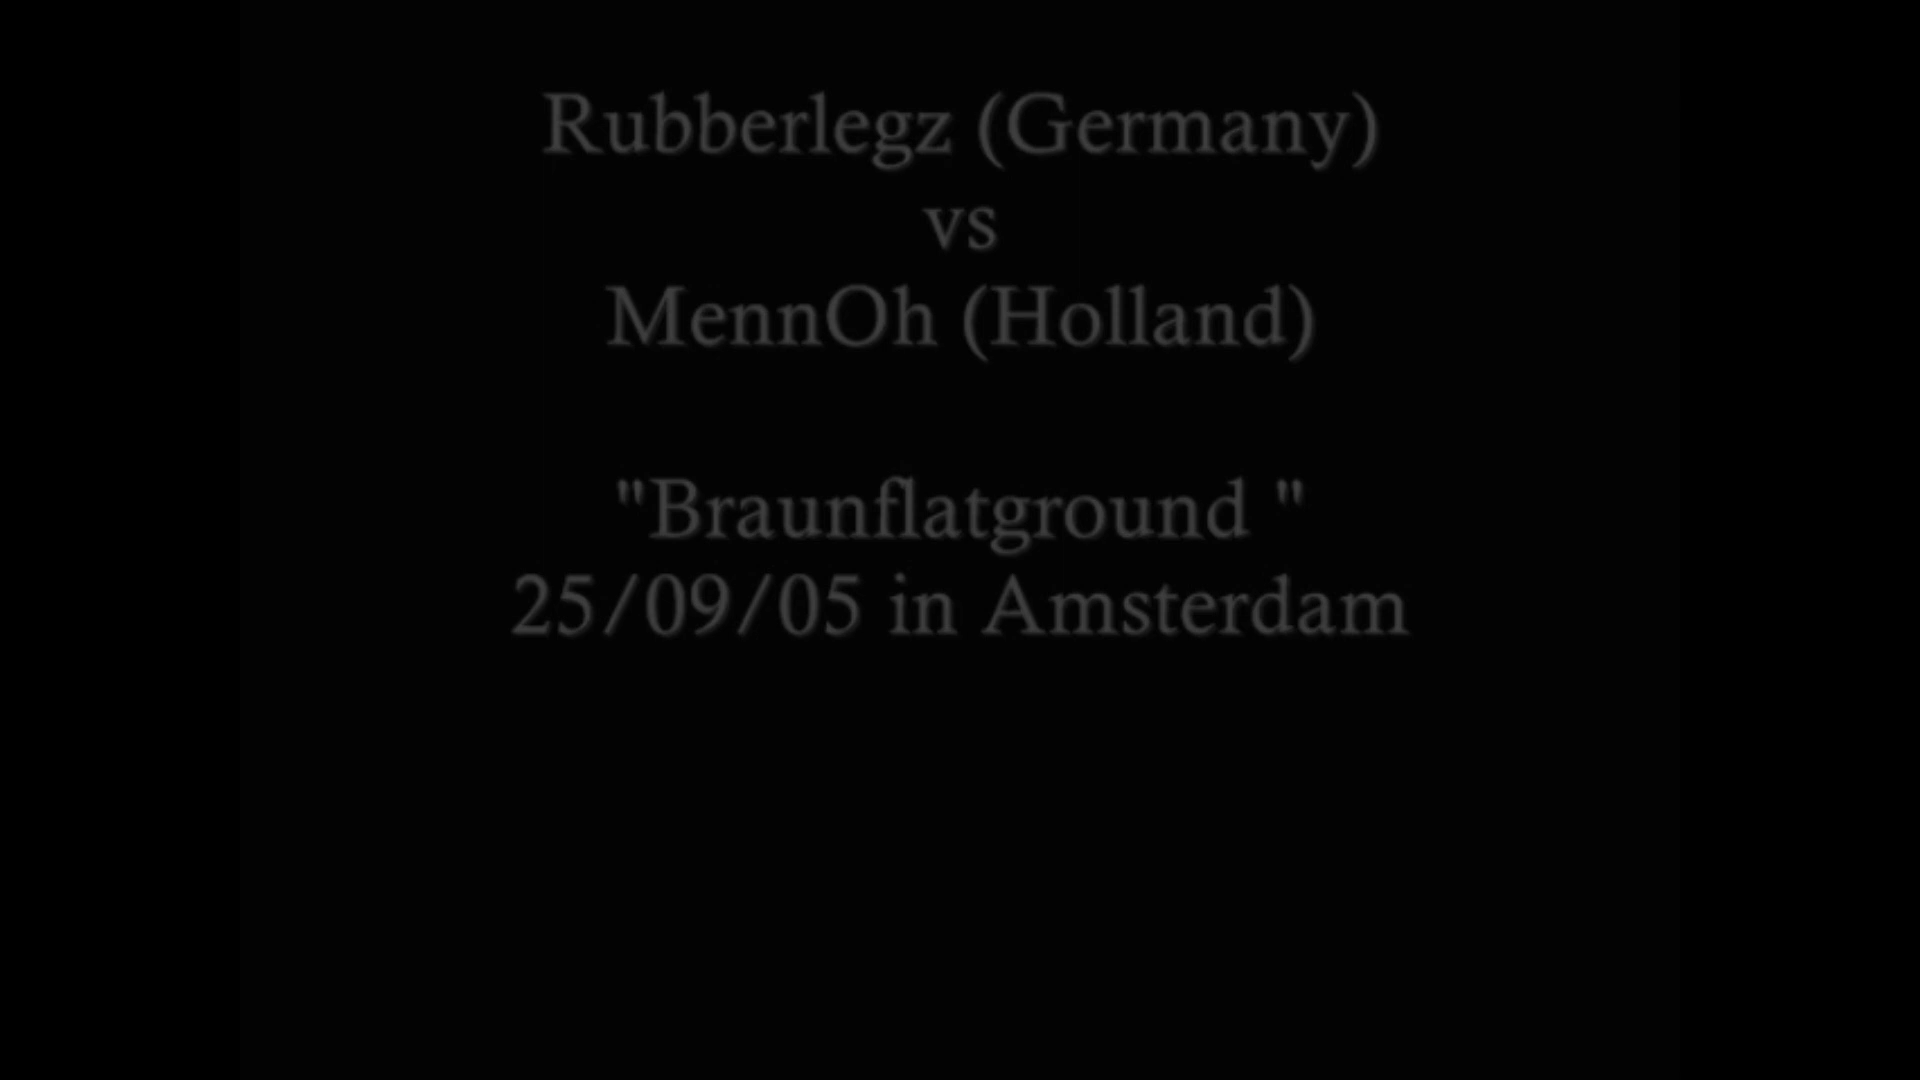 Rubberlegz (Germany)
vs
MennOh (Holland)
"Braunflatground "
25/09/05 in Amsterdam